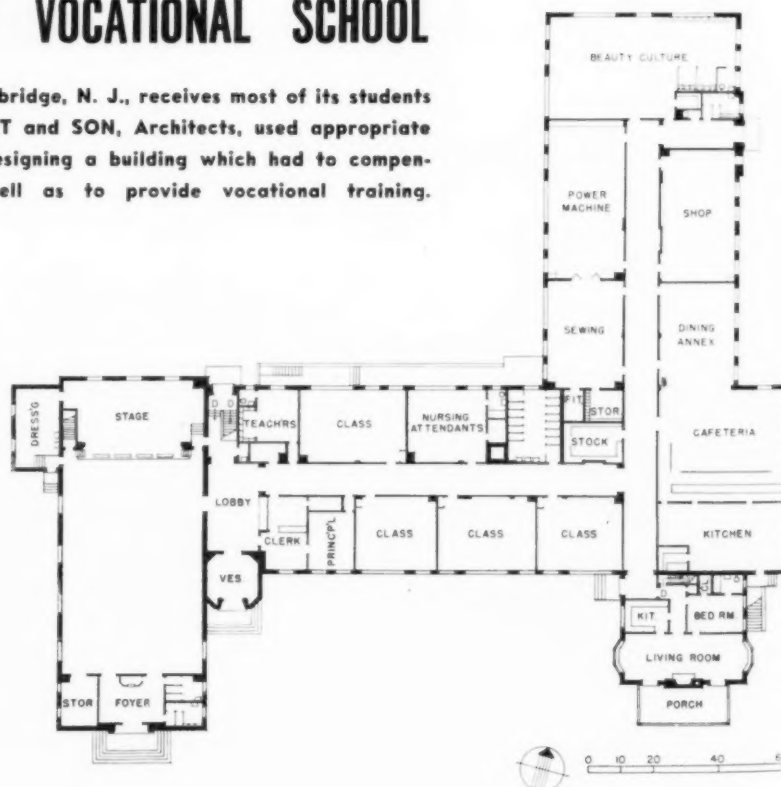 VOCATIONAL SCHOOL
bridge, N. J., receives most of its students
T and SON, Architects, used appropriate
esigning a building which had to compen-
ell as to provide vocational training.
BEAUTY CULTURE
POWER
MACHINE
SHOP
SEWING
DINING
ANNEX
FIT.
STOR
STOCK
CAFETERIA
KITCHEN
DRESS'G
STAGE
TEACH'RS
CLASS
NURSING
ATTENDANTS
LOBBY
CLERK
PRINCP'L
CLASS
CLASS
CLASS
VES
KIT.
BED RM.
LIVING ROOM
PORCH
STOR
FOYER
0 10 20 40